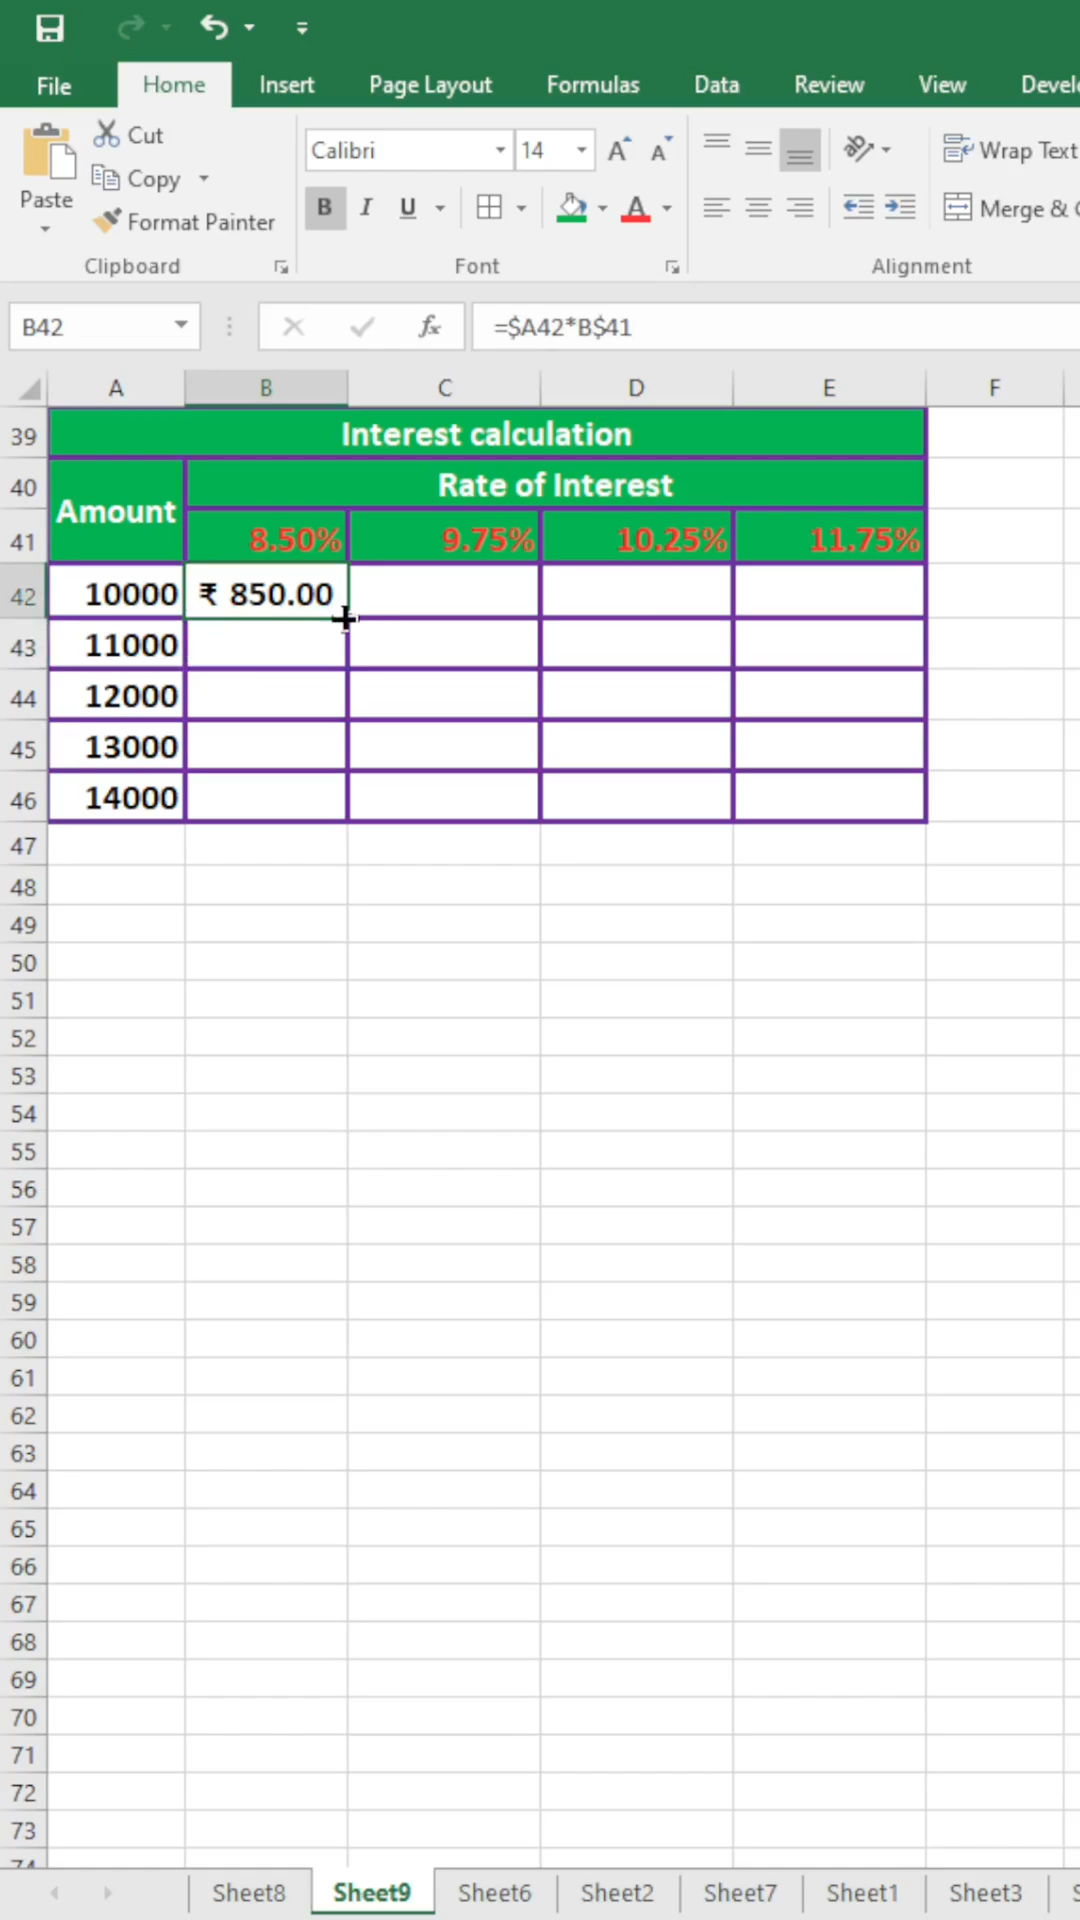 File Home Insert Page Layout Formulas Data Review View
Cut
Copy
Paste
Format Painter
Calibri 14
B I U
Wrap Text
Merge &
Clipboard Font Alignment
B42 fx =$A42*B$41
A B C D E F
39 Interest calculation
40 Amount Rate of Interest
41 8.50% 9.75% 10.25% 11.75%
42 10000 ₹ 850.00
43 11000
44 12000
45 13000
46 14000
47
48
49
50
51
52
53
54
55
56
57
58
59
60
61
62
63
64
65
66
67
68
69
70
71
72
73
Sheet8 Sheet9 Sheet6 Sheet2 Sheet7 Sheet1 Sheet3